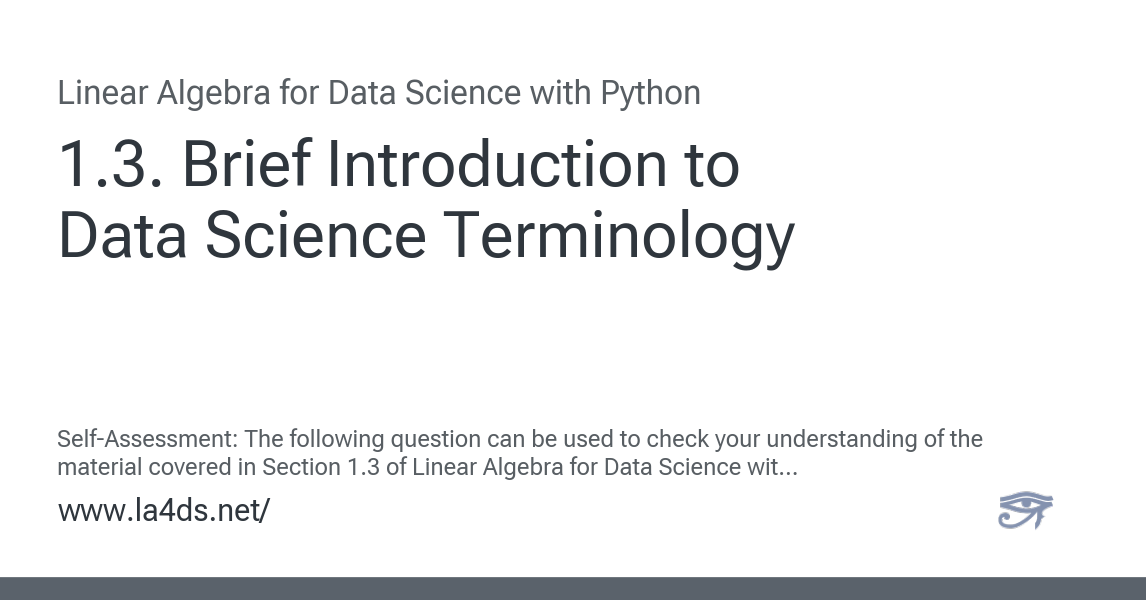 Linear Algebra for Data Science with Python
1.3. Brief Introduction to
Data Science Terminology
Self-Assessment: The following question can be used to check your understanding of the
material covered in Section 1.3 of Linear Algebra for Data Science wit...
www.la4ds.net/